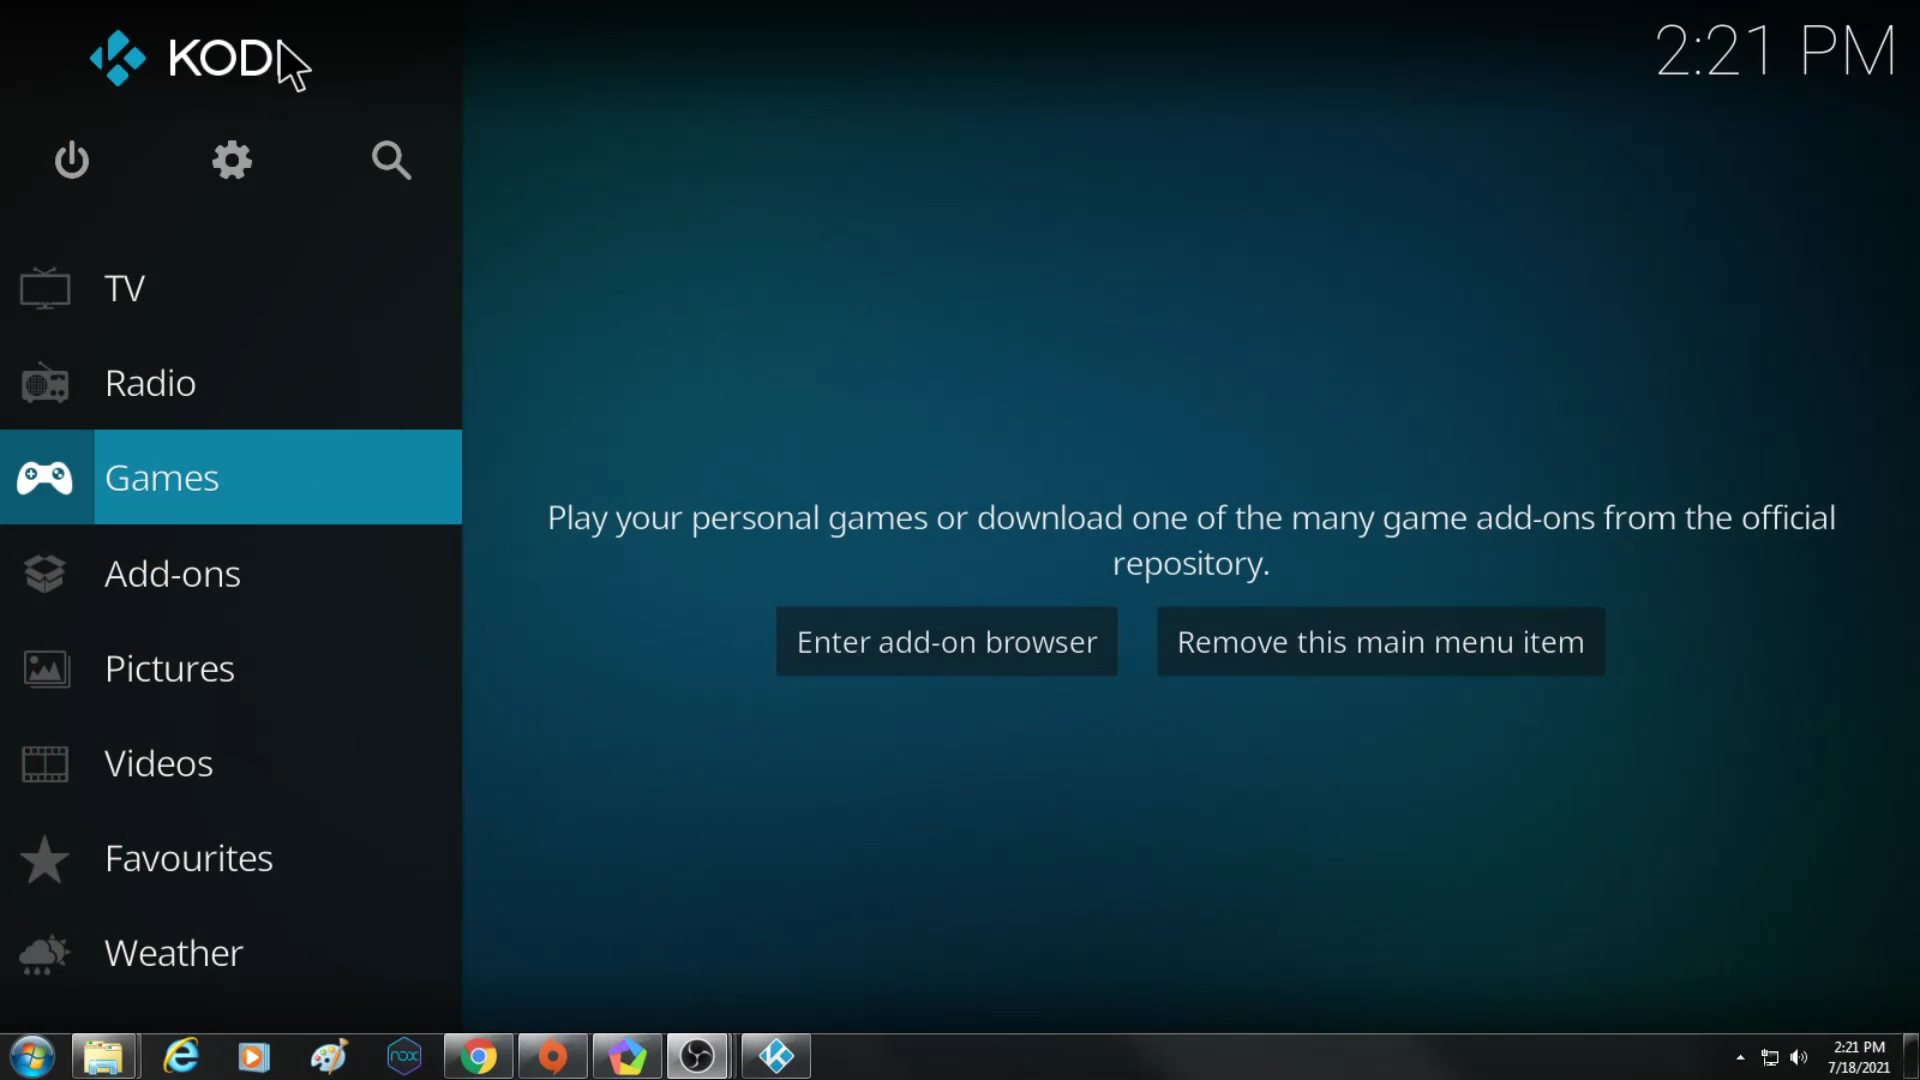 KODI
2:21 PM
TV
Radio
Games
Add-ons
Pictures
Videos
Favourites
Weather
Play your personal games or download one of the many game add-ons from the official
repository.
Enter add-on browser
Remove this main menu item
nox
2:21 PM
7/18/2021